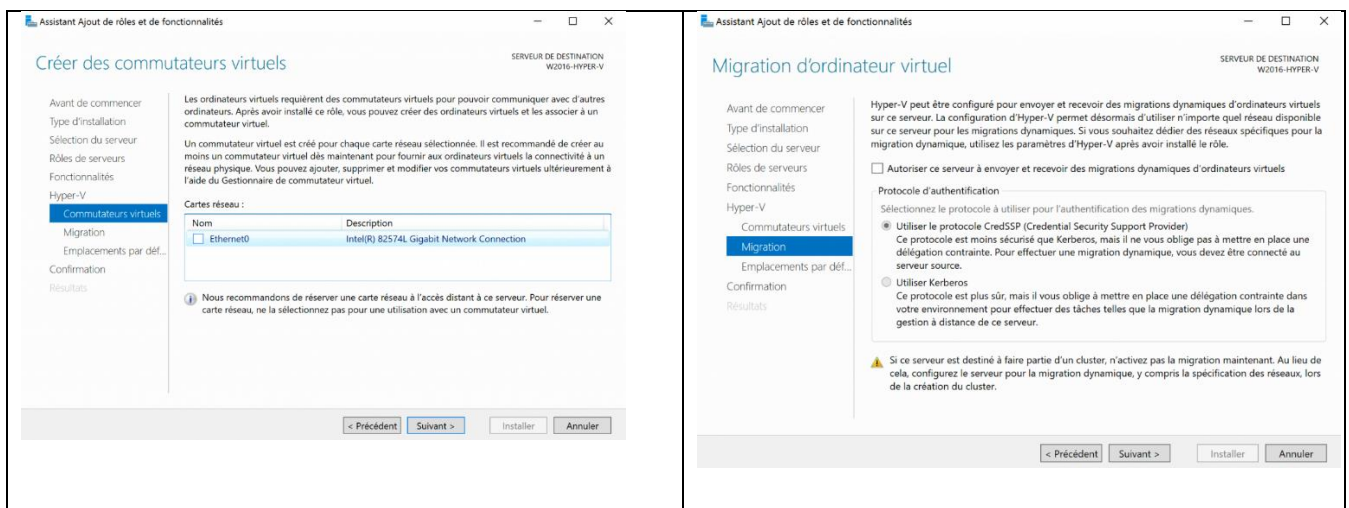 Assistant Ajout de rôles et de fonctionnalités
Créer des commutateurs virtuels
SERVEUR DE DESTINATION
W2016-HYPER-V
Avant de commencer
Type d'installation
Sélection du serveur
Rôles de serveurs
Fonctionnalités
Hyper-V
Commutateurs virtuels
Migration
Emplacements par déf...
Confirmation
Résultats
Les ordinateurs virtuels requièrent des commutateurs virtuels pour pouvoir communiquer avec d'autres
ordinateurs. Après avoir installé ce rôle, vous pouvez créer des ordinateurs virtuels et les associer à un
commutateur virtuel.
Un commutateur virtuel est créé pour chaque carte réseau sélectionnée. Il est recommandé de créer au
moins un commutateur virtuel dès maintenant pour fournir aux ordinateurs virtuels la connectivité à un
réseau physique. Vous pouvez ajouter, supprimer et modifier vos commutateurs virtuels ultérieurement à
l'aide du Gestionnaire de commutateur virtuel.
Cartes réseau :
Nom Description
Ethernet0 Intel(R) 82574L Gigabit Network Connection
Nous recommandons de réserver une carte réseau à l'accès distant à ce serveur. Pour réserver une
carte réseau, ne la sélectionnez pas pour une utilisation avec un commutateur virtuel.
< Précédent Suivant > Installer Annuler
Assistant Ajout de rôles et de fonctionnalités
Migration d'ordinateur virtuel
SERVEUR DE DESTINATION
W2016-HYPER-V
Avant de commencer
Type d'installation
Sélection du serveur
Rôles de serveurs
Fonctionnalités
Hyper-V
Commutateurs virtuels
Migration
Emplacements par déf...
Confirmation
Résultats
Hyper-V peut être configuré pour envoyer et recevoir des migrations dynamiques d'ordinateurs virtuels
sur ce serveur. La configuration d'Hyper-V permet désormais d'utiliser n'importe quel réseau disponible
sur ce serveur pour les migrations dynamiques. Si vous souhaitez dédier des réseaux spécifiques pour la
migration dynamique, utilisez les paramètres d'Hyper-V après avoir installé le rôle.
Autoriser ce serveur à envoyer et recevoir des migrations dynamiques d'ordinateurs virtuels
Protocole d'authentification
Sélectionnez le protocole à utiliser pour l'authentification des migrations dynamiques.
Utiliser le protocole CredSSP (Credential Security Support Provider)
Ce protocole est moins sécurisé que Kerberos, mais il ne vous oblige pas à mettre en place une
délégation contrainte. Pour effectuer une migration dynamique, vous devez être connecté au
serveur source.
Utiliser Kerberos
Ce protocole est plus sûr, mais il vous oblige à mettre en place une délégation contrainte dans
votre environnement pour effectuer des tâches telles que la migration dynamique lors de la
gestion à distance de ce serveur.
Si ce serveur est destiné à faire partie d'un cluster, n'activez pas la migration maintenant. Au lieu de
cela, configurez le serveur pour la migration dynamique, y compris la spécification des réseaux, lors
de la création du cluster.
< Précédent Suivant > Installer Annuler